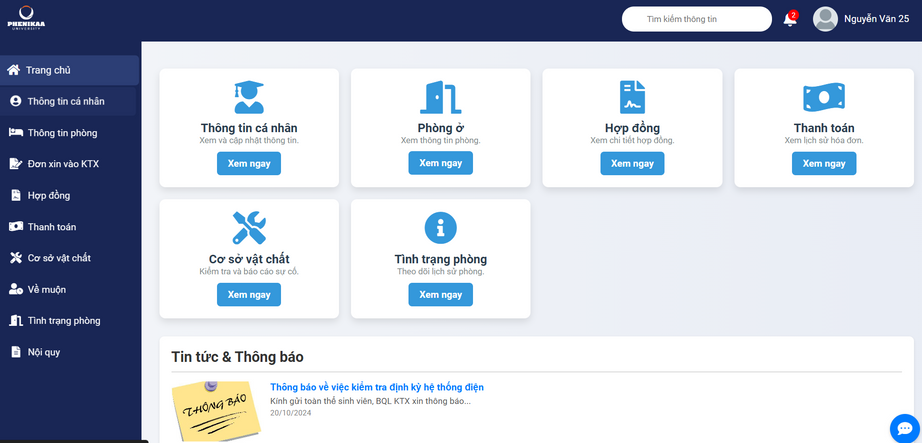 PHENIKAA
UNIVERSITY
Tìm kiếm thông tin
2
Nguyễn Văn 25
Trang chủ
Thông tin cá nhân
Thông tin phòng
Đơn xin vào KTX
Hợp đồng
Thanh toán
Cơ sở vật chất
Về muộn
Tình trạng phòng
Nội quy
Thông tin cá nhân
Xem và cập nhật thông tin.
Xem ngay
Phòng ở
Xem thông tin phòng.
Xem ngay
Hợp đồng
Xem chi tiết hợp đồng.
Xem ngay
Thanh toán
Xem lịch sử hóa đơn.
Xem ngay
Cơ sở vật chất
Kiểm tra và báo cáo sự cố.
Xem ngay
Tình trạng phòng
Theo dõi lịch sử phòng.
Xem ngay
Tin tức & Thông báo
THÔNG BÁO
Thông báo về việc kiểm tra định kỳ hệ thống điện
Kính gửi toàn thể sinh viên, BQL KTX xin thông báo...
20/10/2024